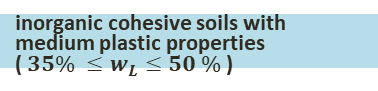 inorganic cohesive soils with
medium plastic properties
( 35% ≤ w_L ≤ 50 % )